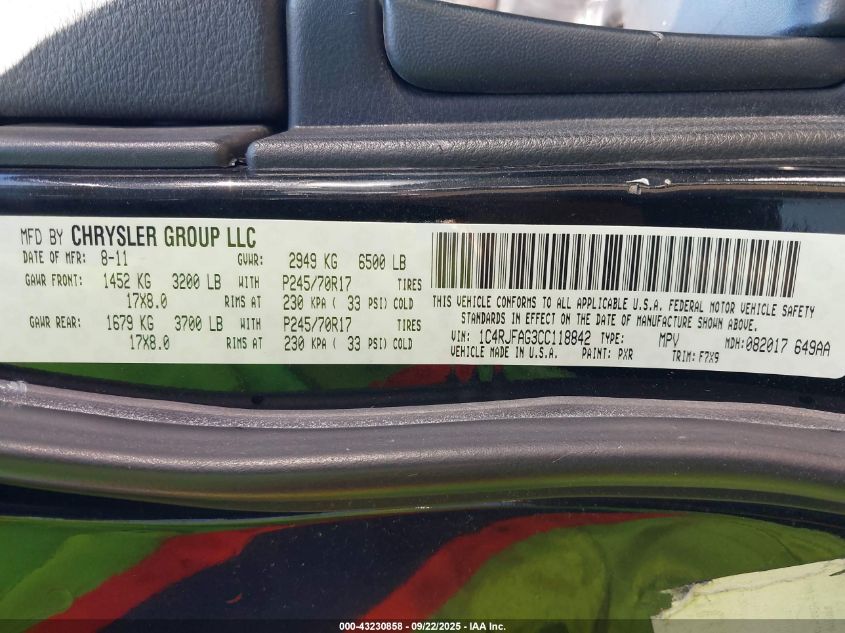 MFD BY CHRYSLER GROUP LLC
DATE OF MFR: 8-11 GVWR: 2949 KG 6500 LB
GAWR FRONT: 1452 KG 3200 LB WITH P245/70R17 TIRES
17X8.0 RIMS AT 230 KPA ( 33 PSI) COLD
GAWR REAR: 1679 KG 3700 LB WITH P245/70R17 TIRES
17X8.0 RIMS AT 230 KPA ( 33 PSI) COLD
THIS VEHICLE CONFORMS TO ALL APPLICABLE U.S.A. FEDERAL MOTOR VEHICLE SAFETY
STANDARDS IN EFFECT ON THE DATE OF MANUFACTURE SHOWN ABOVE.
VIN: 1C4RJFAG3CC118842 TYPE: MPV MDH: 082017 649AA
VEHICLE MADE IN U.S.A. PAINT: PXR TRIM: F7X9
000-43230858 - 09/22/2025 - IAA Inc.